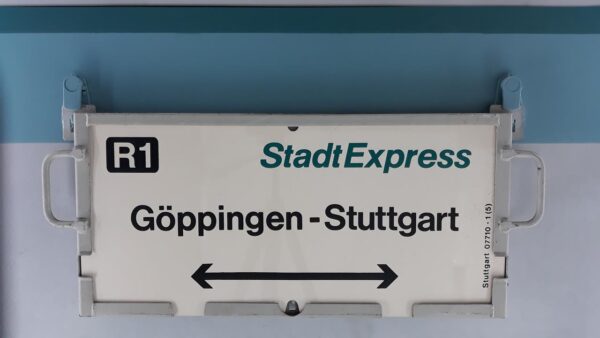 R1
StadtExpress
Göppingen - Stuttgart
Stuttgart 07710 - 1 (5)